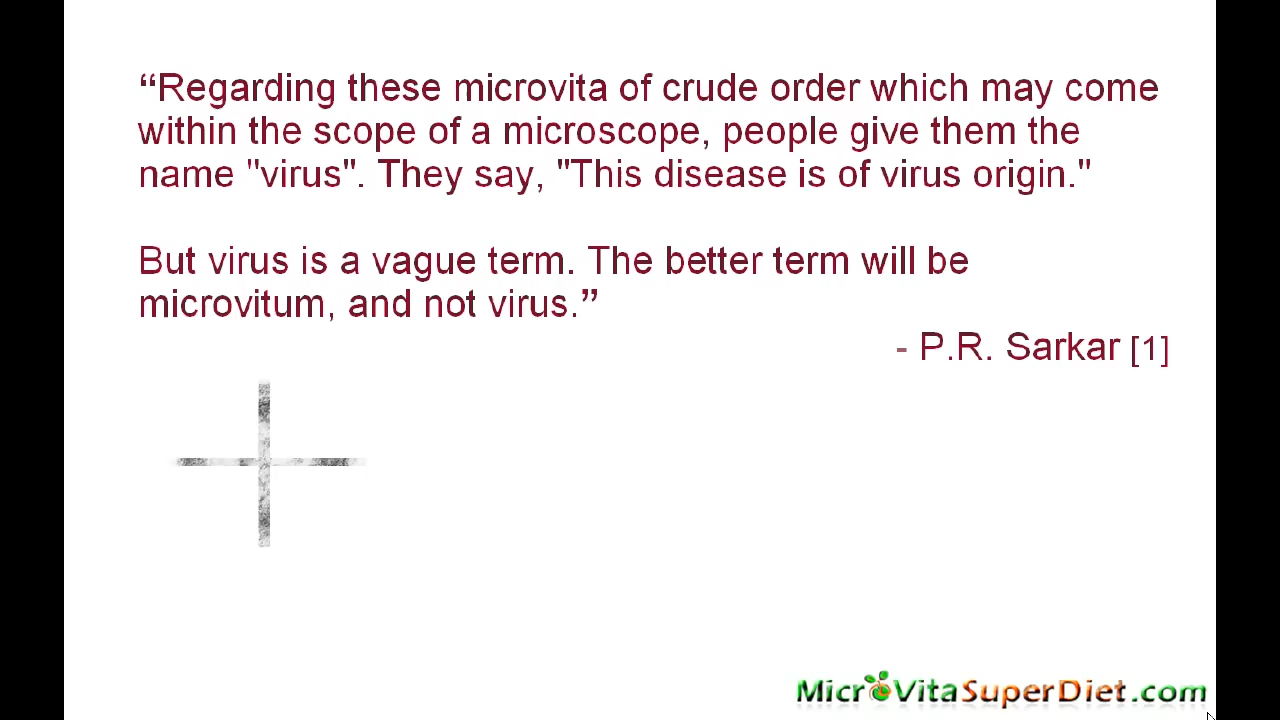 “Regarding these microvita of crude order which may come
within the scope of a microscope, people give them the
name "virus". They say, "This disease is of virus origin."
But virus is a vague term. The better term will be
microvitum, and not virus.”
- P.R. Sarkar [1]
MicroVitaSuperDiet.com